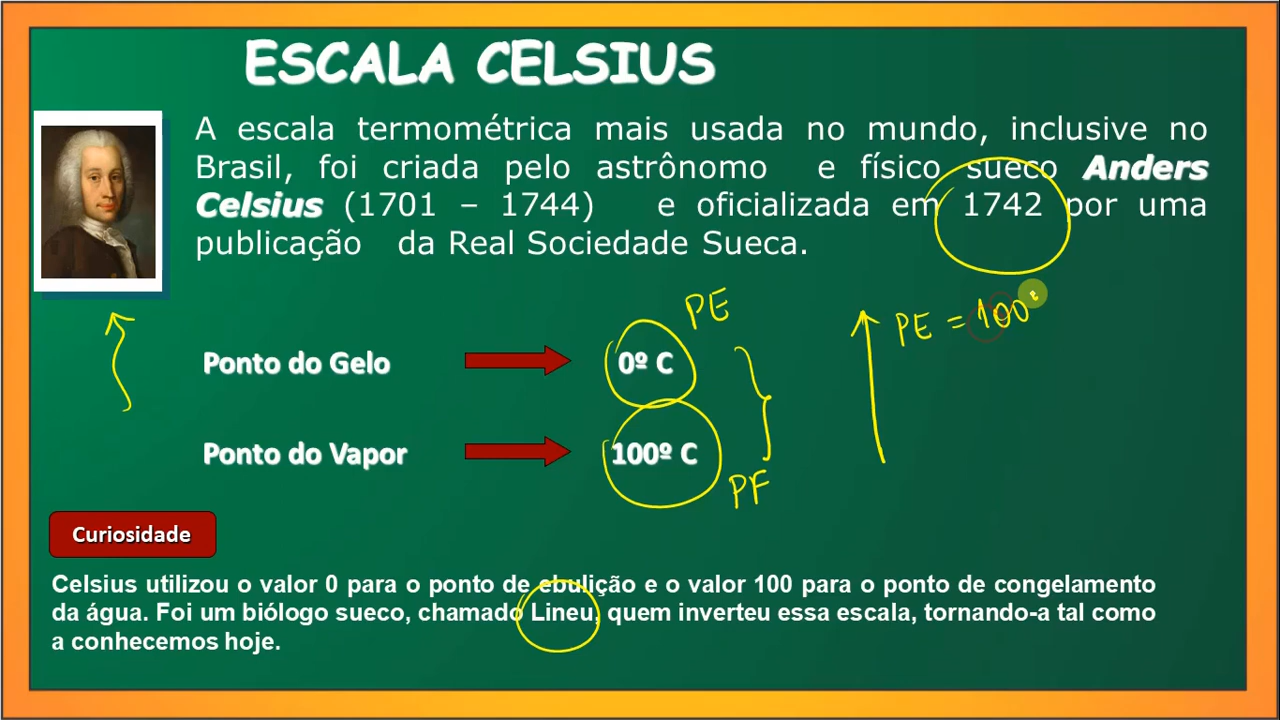 ESCALA CELSIUS
A escala termométrica mais usada no mundo, inclusive no
Brasil, foi criada pelo astrônomo e físico sueco Anders
Celsius (1701 – 1744) e oficializada em 1742 por uma
publicação da Real Sociedade Sueca.
PE
PE = 100°
Ponto do Gelo 0º C
Ponto do Vapor 100º C
PF
Curiosidade
Celsius utilizou o valor 0 para o ponto de ebulição e o valor 100 para o ponto de congelamento
da água. Foi um biólogo sueco, chamado Lineu, quem inverteu essa escala, tornando-a tal como
a conhecemos hoje.